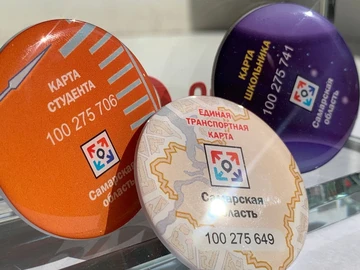 КАРТА
СТУДЕНТА
100 275 706
Самарская
область
ЕДИНАЯ
ТРАНСПОРТНАЯ
КАРТА
Самарская
область
100 275 649
КАРТА
ШКОЛЬНИКА
100 275 741
Самарская
область